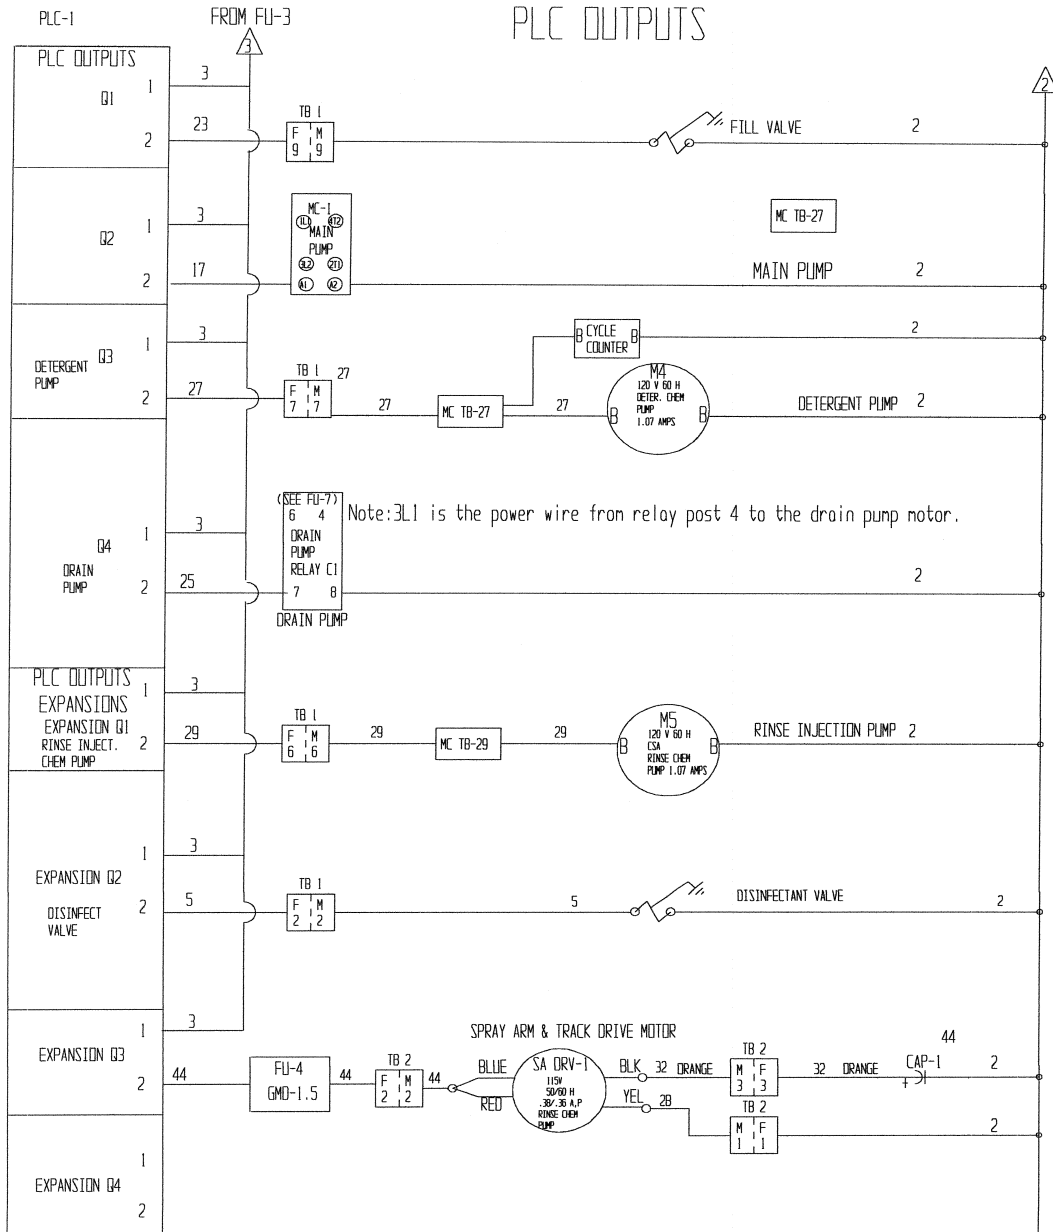 PLC-1
FROM FU-3
PLC OUTPUTS
3
2
PLC OUTPUTS
Q1
1
3
2
23
TB 1
F M
9 9
FILL VALVE
2
Q2
1
3
2
17
MC-1
1L1 4T2
MAIN
PUMP
3L2 2T1
A1 A2
MC TB-27
MAIN PUMP
2
DETERGENT
PUMP
Q3
1
3
2
27
TB 1
F M
7 7
27
27
MC TB-27
27
B CYCLE B
COUNTER
2
M4
120 V 60 H
DETER. CHEM
PUMP
1.07 AMPS
B B
DETERGENT PUMP
2
Q4
DRAIN
PUMP
1
3
2
25
(SEE FU-7)
6 4
DRAIN
PUMP
RELAY C1
7 8
DRAIN PUMP
Note:3L1 is the power wire from relay post 4 to the drain pump motor.
2
PLC OUTPUTS
EXPANSIONS
EXPANSION Q1
RINSE INJECT.
CHEM PUMP
1
3
2
29
TB 1
F M
6 6
29
MC TB-29
29
M5
120 V 60 H
CSA
RINSE CHEM
PUMP 1.07 AMPS
B B
RINSE INJECTION PUMP
2
EXPANSION Q2
DISINFECT
VALVE
1
3
2
5
TB 1
F M
2 2
5
DISINFECTANT VALVE
2
EXPANSION Q3
1
3
2
44
FU-4
GMD-1.5
44
TB 2
F M
2 2
44
SPRAY ARM & TRACK DRIVE MOTOR
BLUE
RED
SA DRV-1
115V
50/60 H
.38/.36 A,P
RINSE CHEM
PUMP
BLK
32 ORANGE
YEL
28
TB 2
M F
3 3
32 ORANGE
44
CAP-1
+
2
TB 2
M F
1 1
2
EXPANSION Q4
1
2